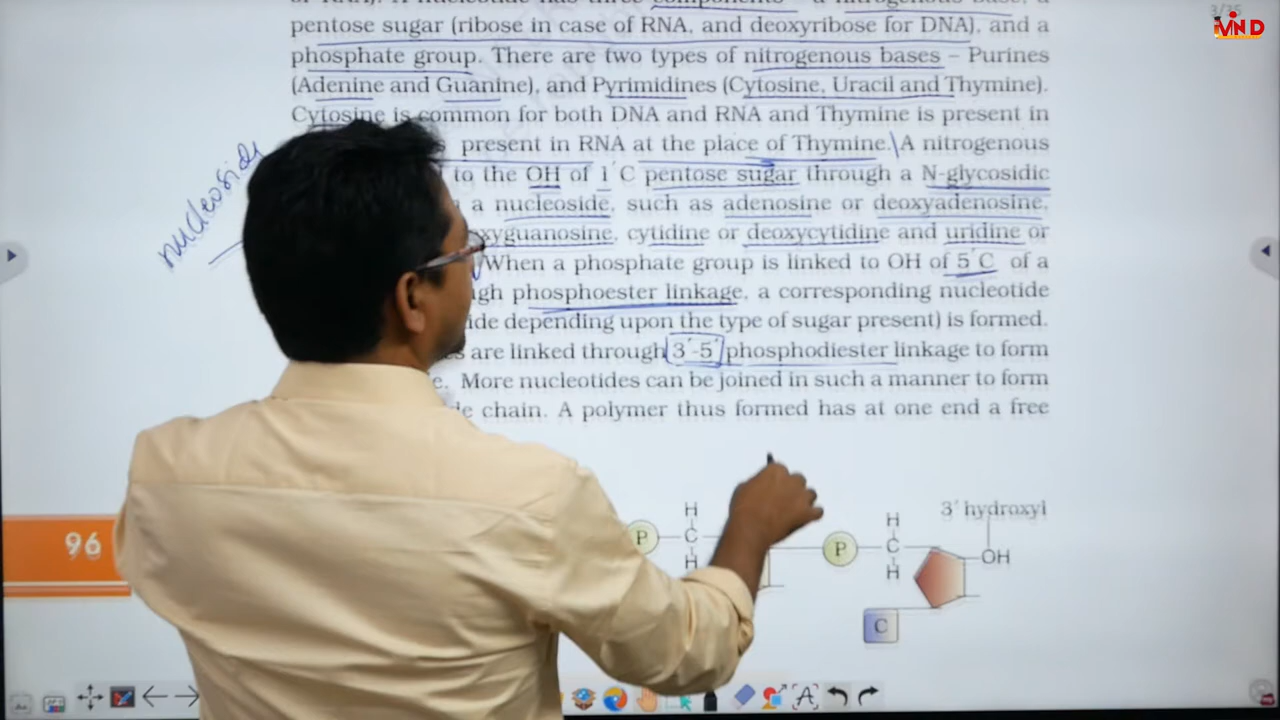 pentose sugar (ribose in case of RNA, and deoxyribose for DNA), and a
phosphate group. There are two types of nitrogenous bases – Purines
(Adenine and Guanine), and Pyrimidines (Cytosine, Uracil and Thymine).
Cytosine is common for both DNA and RNA and Thymine is present in
present in RNA at the place of Thymine. A nitrogenous
to the OH of 1'C pentose sugar through a N-glycosidic
a nucleoside, such as adenosine or deoxyadenosine,
cytidine or deoxycytidine and uridine or
When a phosphate group is linked to OH of 5'C of a
phosphoester linkage, a corresponding nucleotide
depending upon the type of sugar present) is formed.
are linked through 3'-5' phosphodiester linkage to form
More nucleotides can be joined in such a manner to form
chain. A polymer thus formed has at one end a free
nucleoside
96
P
H
C
H
P
H
C
H
3' hydroxyl
OH
C
MIND